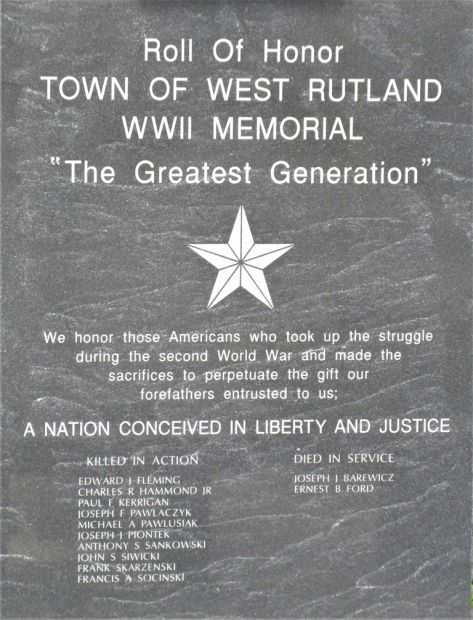 Roll Of Honor
TOWN OF WEST RUTLAND
WWII MEMORIAL
"The Greatest Generation"
We honor those Americans who took up the struggle
during the second World War and made the
sacrifices to perpetuate the gift our
forefathers entrusted to us;
A NATION CONCEIVED IN LIBERTY AND JUSTICE
KILLED IN ACTION
EDWARD J FLEMING
CHARLES R HAMMOND JR
PAUL F KERRIGAN
JOSEPH F PAWLACZYK
MICHAEL A PAWLUSIAK
JOSEPH J PIONTEK
ANTHONY S SANKOWSKI
JOHN S SIWICKI
FRANK SKARZENSKI
FRANCIS A SOCINSKI
DIED IN SERVICE
JOSEPH J BAREWICZ
ERNEST B FORD